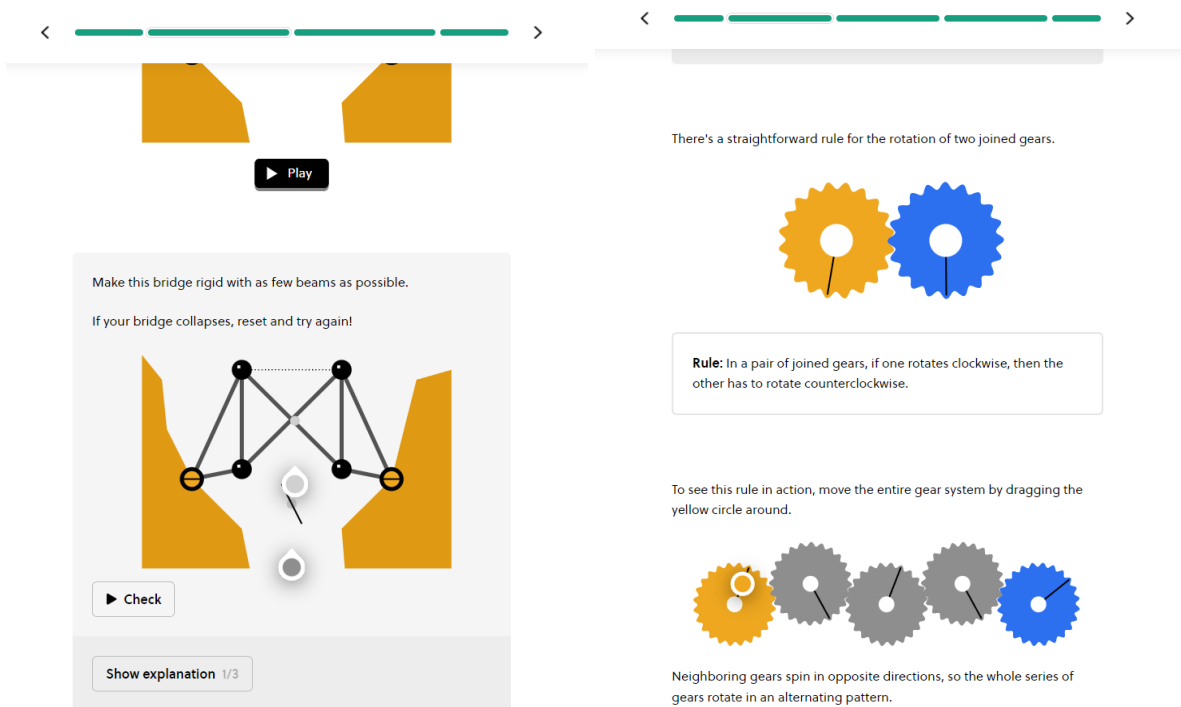 Play
Make this bridge rigid with as few beams as possible.
If your bridge collapses, reset and try again!
Check
Show explanation 1/3
There's a straightforward rule for the rotation of two joined gears.
Rule: In a pair of joined gears, if one rotates clockwise, then the
other has to rotate counterclockwise.
To see this rule in action, move the entire gear system by dragging the
yellow circle around.
Neighboring gears spin in opposite directions, so the whole series of
gears rotate in an alternating pattern.